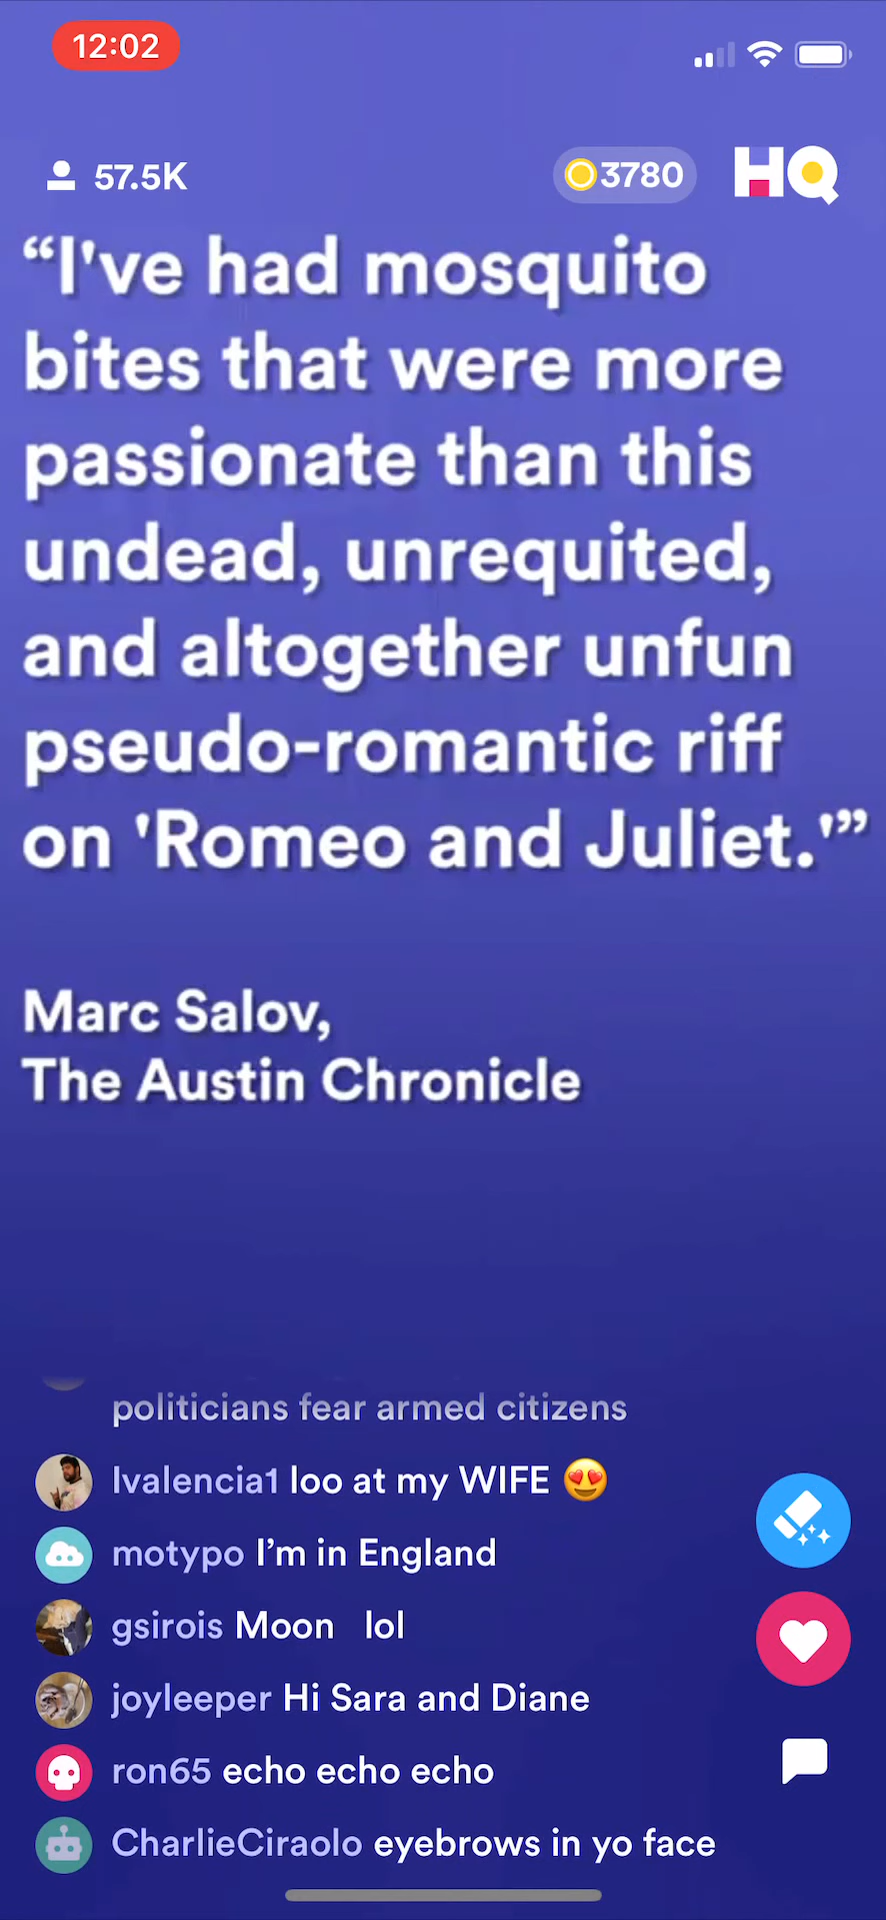 12:02
57.5K
3780
HQ
“I've had mosquito
bites that were more
passionate than this
undead, unrequited,
and altogether unfun
pseudo-romantic riff
on 'Romeo and Juliet.'”
Marc Salov,
The Austin Chronicle
politicians fear armed citizens
lvalencia1 loo at my WIFE 😍
motypo I’m in England
gsirois Moon lol
joyleeper Hi Sara and Diane
ron65 echo echo echo
CharlieCiraolo eyebrows in yo face